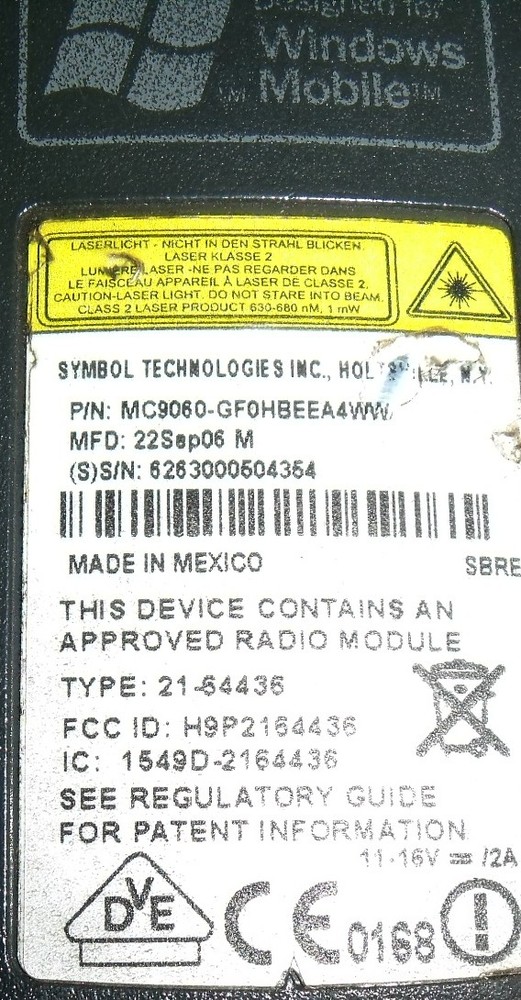 Designed for
Windows
Mobile™
LASERLICHT - NICHT IN DEN STRAHL BLICKEN
LASER KLASSE 2
LUMIERE LASER -NE PAS REGARDER DANS
LE FAISCEAU APPAREIL À LASER DE CLASSE 2.
CAUTION-LASER LIGHT. DO NOT STARE INTO BEAM.
CLASS 2 LASER PRODUCT 630-680 nM, 1 mW
SYMBOL TECHNOLOGIES INC., HOLTSVILLE, N.Y.
P/N: MC9060-GF0HBEEA4WW
MFD: 22Sep06 M
(S)S/N: 6263000504354
MADE IN MEXICO SBRE
THIS DEVICE CONTAINS AN
APPROVED RADIO MODULE
TYPE: 21-64436
FCC ID: H9P2164436
IC: 1549D-2164436
SEE REGULATORY GUIDE
FOR PATENT INFORMATION
11-16V /2A
DVE
CE 0168